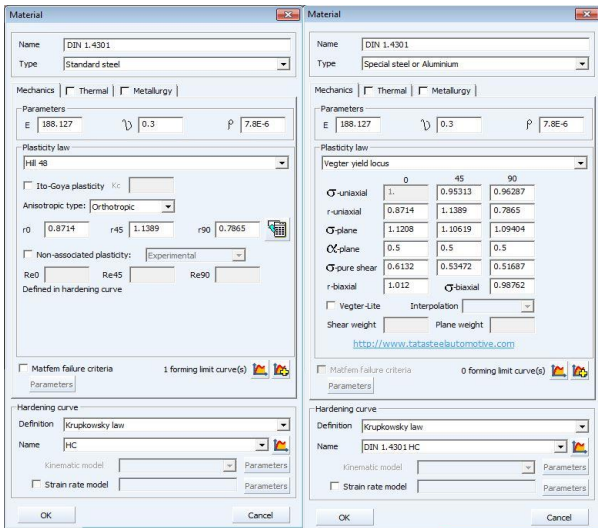 Material
Name DIN 1.4301
Type Standard steel
Mechanics Thermal Metallurgy
Parameters
E 188.127 ν 0.3 ρ 7.8E-6
Plasticity law
Hill 48
Ito-Goya plasticity Kc
Anisotropic type: Orthotropic
r0 0.8714 r45 1.1389 r90 0.7865
Non-associated plasticity: Experimental
Re0 Re45 Re90
Defined in hardening curve
Matfem failure criteria 1 forming limit curve(s)
Parameters
Hardening curve
Definition Krupkowsky law
Name HC
Kinematic model Parameters
Strain rate model Parameters
OK Cancel
Material
Name DIN 1.4301
Type Special steel or Aluminium
Mechanics Thermal Metallurgy
Parameters
E 188.127 ν 0.3 ρ 7.8E-6
Plasticity law
Vegter yield locus
0 45 90
σ-uniaxial 1. 0.95313 0.96287
r-uniaxial 0.8714 1.1389 0.7865
σ-plane 1.1208 1.10619 1.09404
α-plane 0.5 0.5 0.5
σ-pure shear 0.6132 0.53472 0.51687
r-biaxial 1.012 σ-biaxial 0.98762
Vegter-Lite Interpolation
Shear weight Plane weight
http://www.tatasteelautomotive.com
Matfem failure criteria 0 forming limit curve(s)
Parameters
Hardening curve
Definition Krupkowsky law
Name DIN 1.4301 HC
Kinematic model Parameters
Strain rate model Parameters
OK Cancel